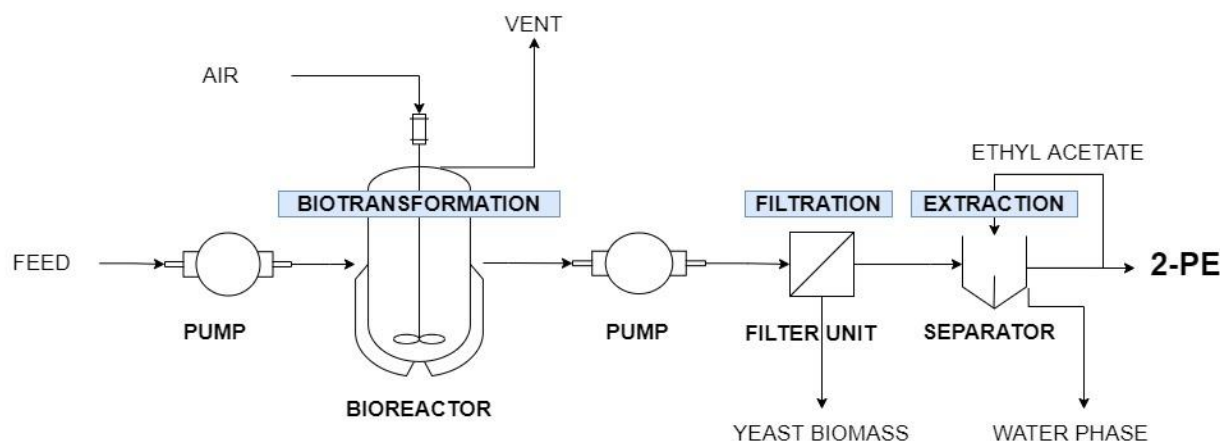 VENT
AIR
ETHYL ACETATE
BIOTRANSFORMATION
FILTRATION
EXTRACTION
FEED
2-PE
PUMP
PUMP
FILTER UNIT
SEPARATOR
BIOREACTOR
YEAST BIOMASS
WATER PHASE